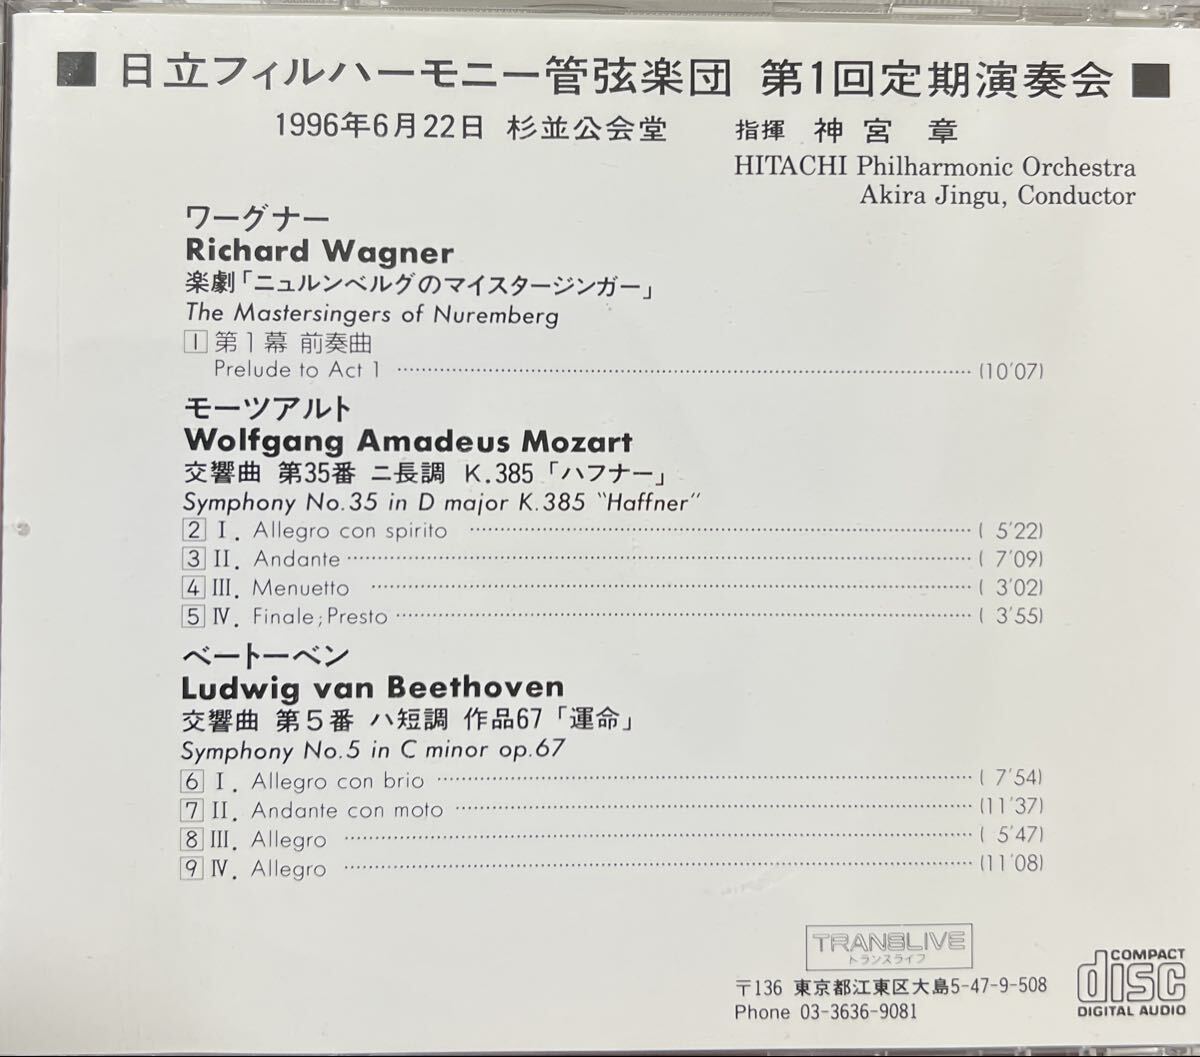 ■ 日立フィルハーモニー管弦楽団 第1回定期演奏会 ■
1996年6月22日 杉並公会堂 指揮 神宮 章
HITACHI Philharmonic Orchestra
Akira Jingu, Conductor
ワーグナー
Richard Wagner
楽劇「ニュルンベルグのマイスタージンガー」
The Mastersingers of Nuremberg
1 第1幕 前奏曲
Prelude to Act 1 (10'07)
モーツアルト
Wolfgang Amadeus Mozart
交響曲 第35番 ニ長調 K.385「ハフナー」
Symphony No.35 in D major K.385 "Haffner"
2 I. Allegro con spirito ( 5'22)
3 II. Andante ( 7'09)
4 III. Menuetto ( 3'02)
5 IV. Finale;Presto ( 3'55)
ベートーベン
Ludwig van Beethoven
交響曲 第5番 ハ短調 作品67「運命」
Symphony No.5 in C minor op.67
6 I. Allegro con brio ( 7'54)
7 II. Andante con moto (11'37)
8 III. Allegro ( 5'47)
9 IV. Allegro (11'08)
TRANSLIVE
トランスライフ
〒136 東京都江東区大島5-47-9-508
Phone 03-3636-9081
COMPACT
disc
DIGITAL AUDIO